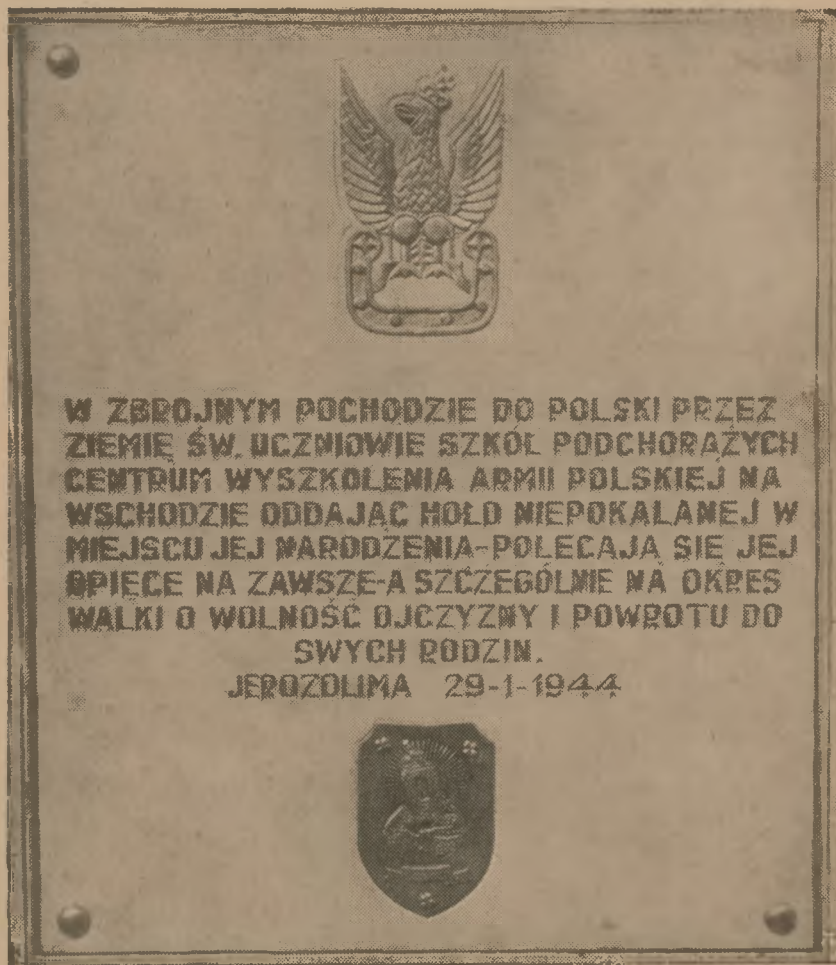 W ZBROJNYM POCHODZIE DO POLSKI PRZEZ
ZIEMIĘ ŚW. UCZNIOWIE SZKÓŁ PODCHORĄŻYCH
CENTRUM WYSZKOLENIA ARMII POLSKIEJ NA
WSCHODZIE ODDAJĄC HOŁD NIEPOKALANEJ W
MIEJSCU JEJ NARODZENIA-POLECAJĄ SIĘ JEJ
OPIECE NA ZAWSZE-A SZCZEGÓLNIE NA OKRES
WALKI O WOLNOŚĆ OJCZYZNY I POWROTU DO
SWYCH RODZIN.
JEROZOLIMA 29-1-1944